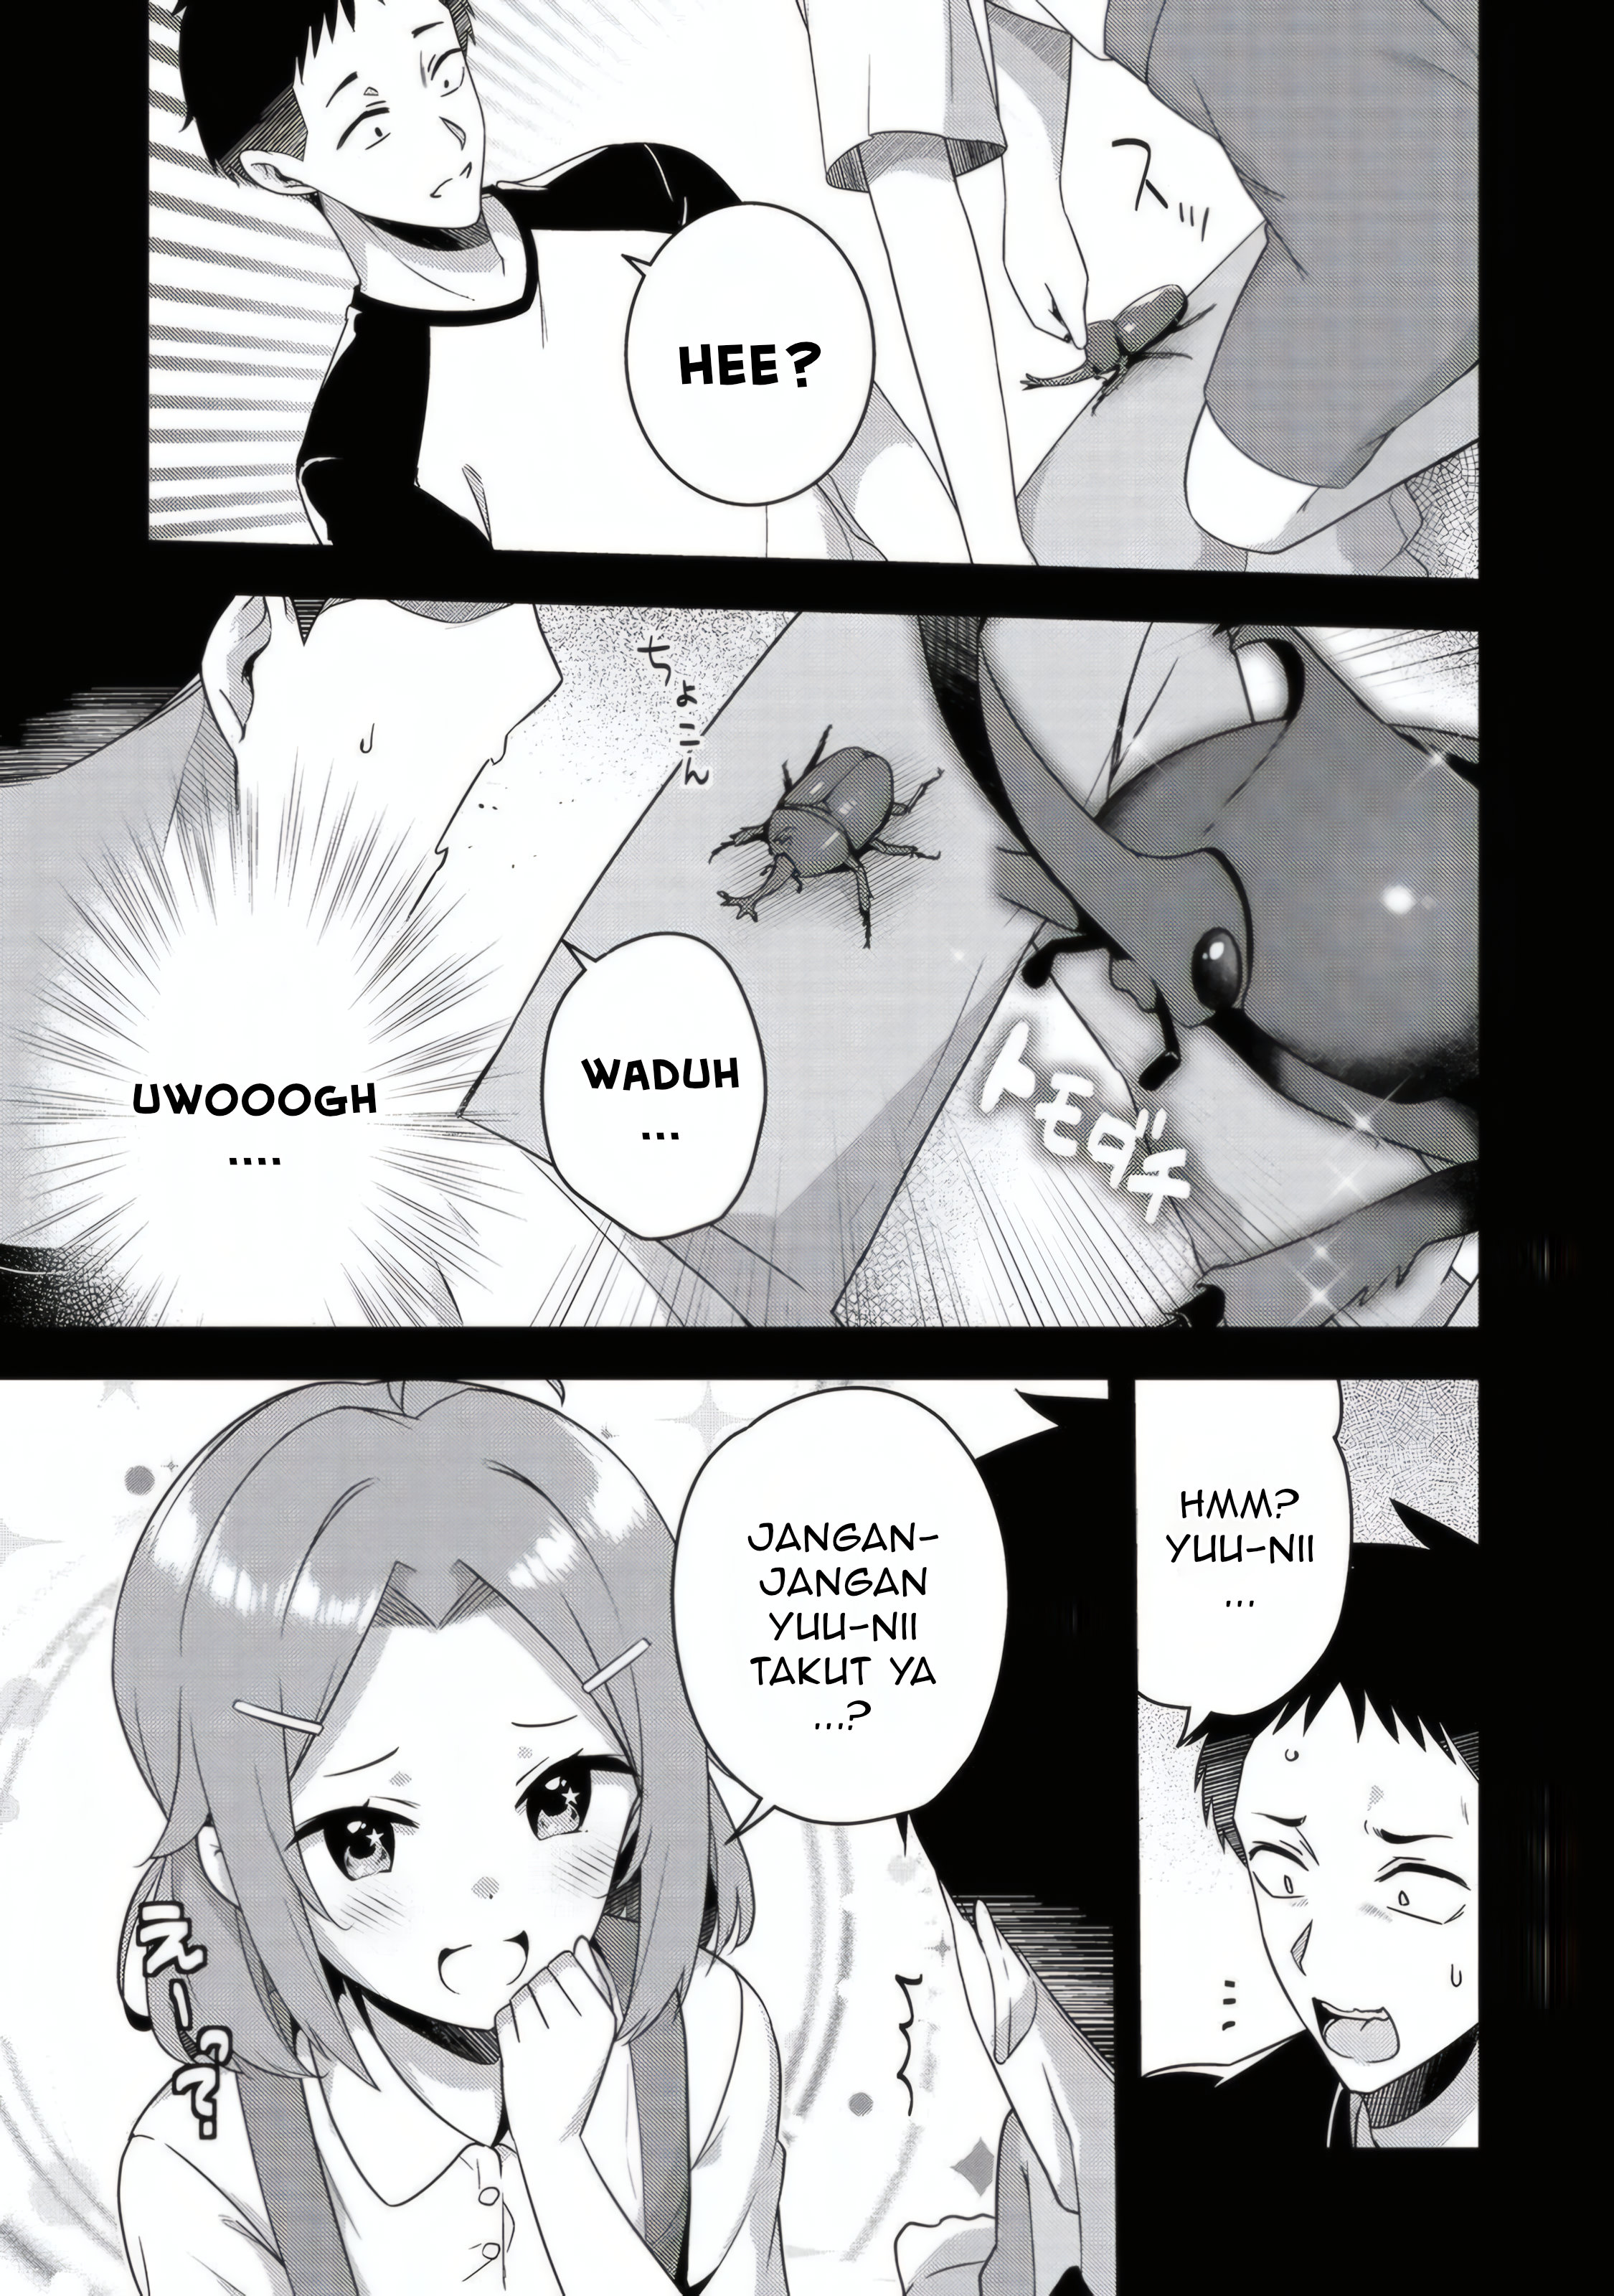 スッ
HEE?
トモダチ
ちょこん
WADUH
...
UWOOOGH
....
HMM?
YUU-NII
...
JANGAN-
JANGAN
YUU-NII
TAKUT YA
...?
えーっ?